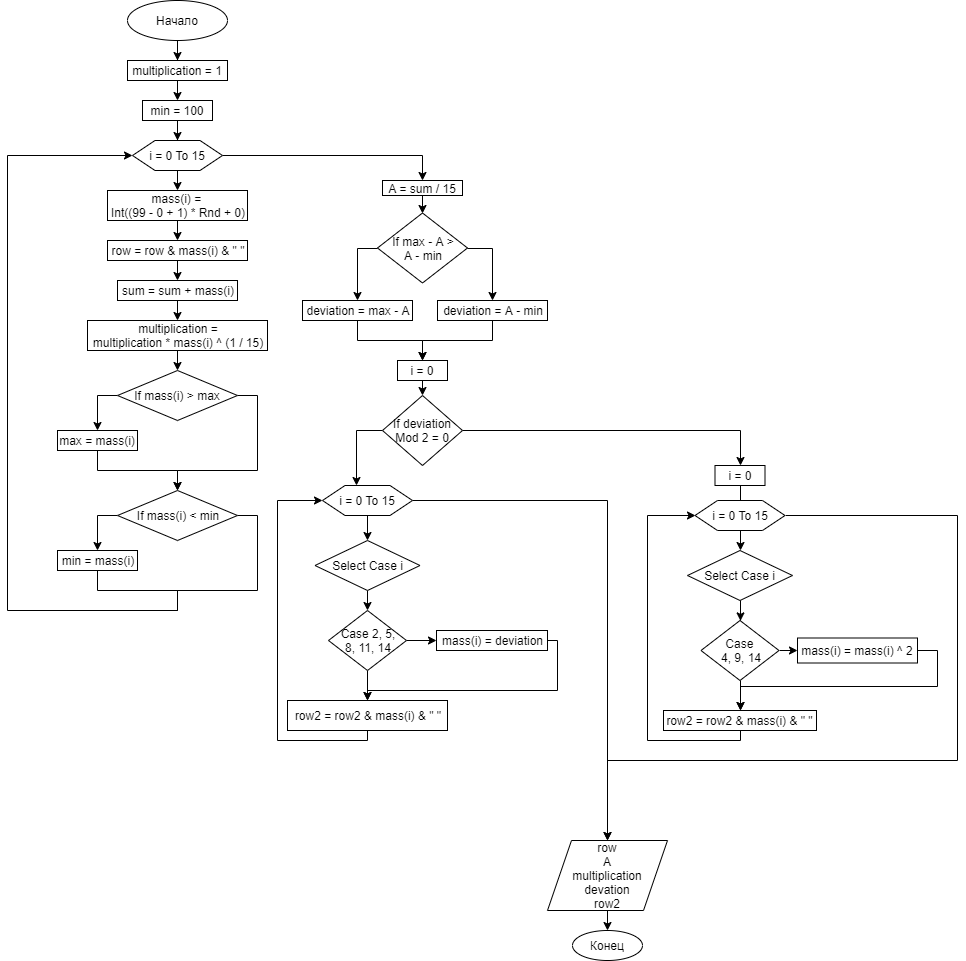 Начало
multiplication = 1
min = 100
i = 0 To 15
mass(i) =
Int((99 - 0 + 1) * Rnd + 0)
row = row & mass(i) & " "
sum = sum + mass(i)
multiplication =
multiplication * mass(i) ^ (1 / 15)
If mass(i) > max
max = mass(i)
If mass(i) < min
min = mass(i)
A = sum / 15
If max - A >
A - min
deviation = max - A
deviation = A - min
i = 0
If deviation
Mod 2 = 0
i = 0 To 15
Select Case i
Case 2, 5,
8, 11, 14
mass(i) = deviation
row2 = row2 & mass(i) & " "
i = 0
i = 0 To 15
Select Case i
Case
4, 9, 14
mass(i) = mass(i) ^ 2
row2 = row2 & mass(i) & " "
row
A
multiplication
devation
row2
Конец